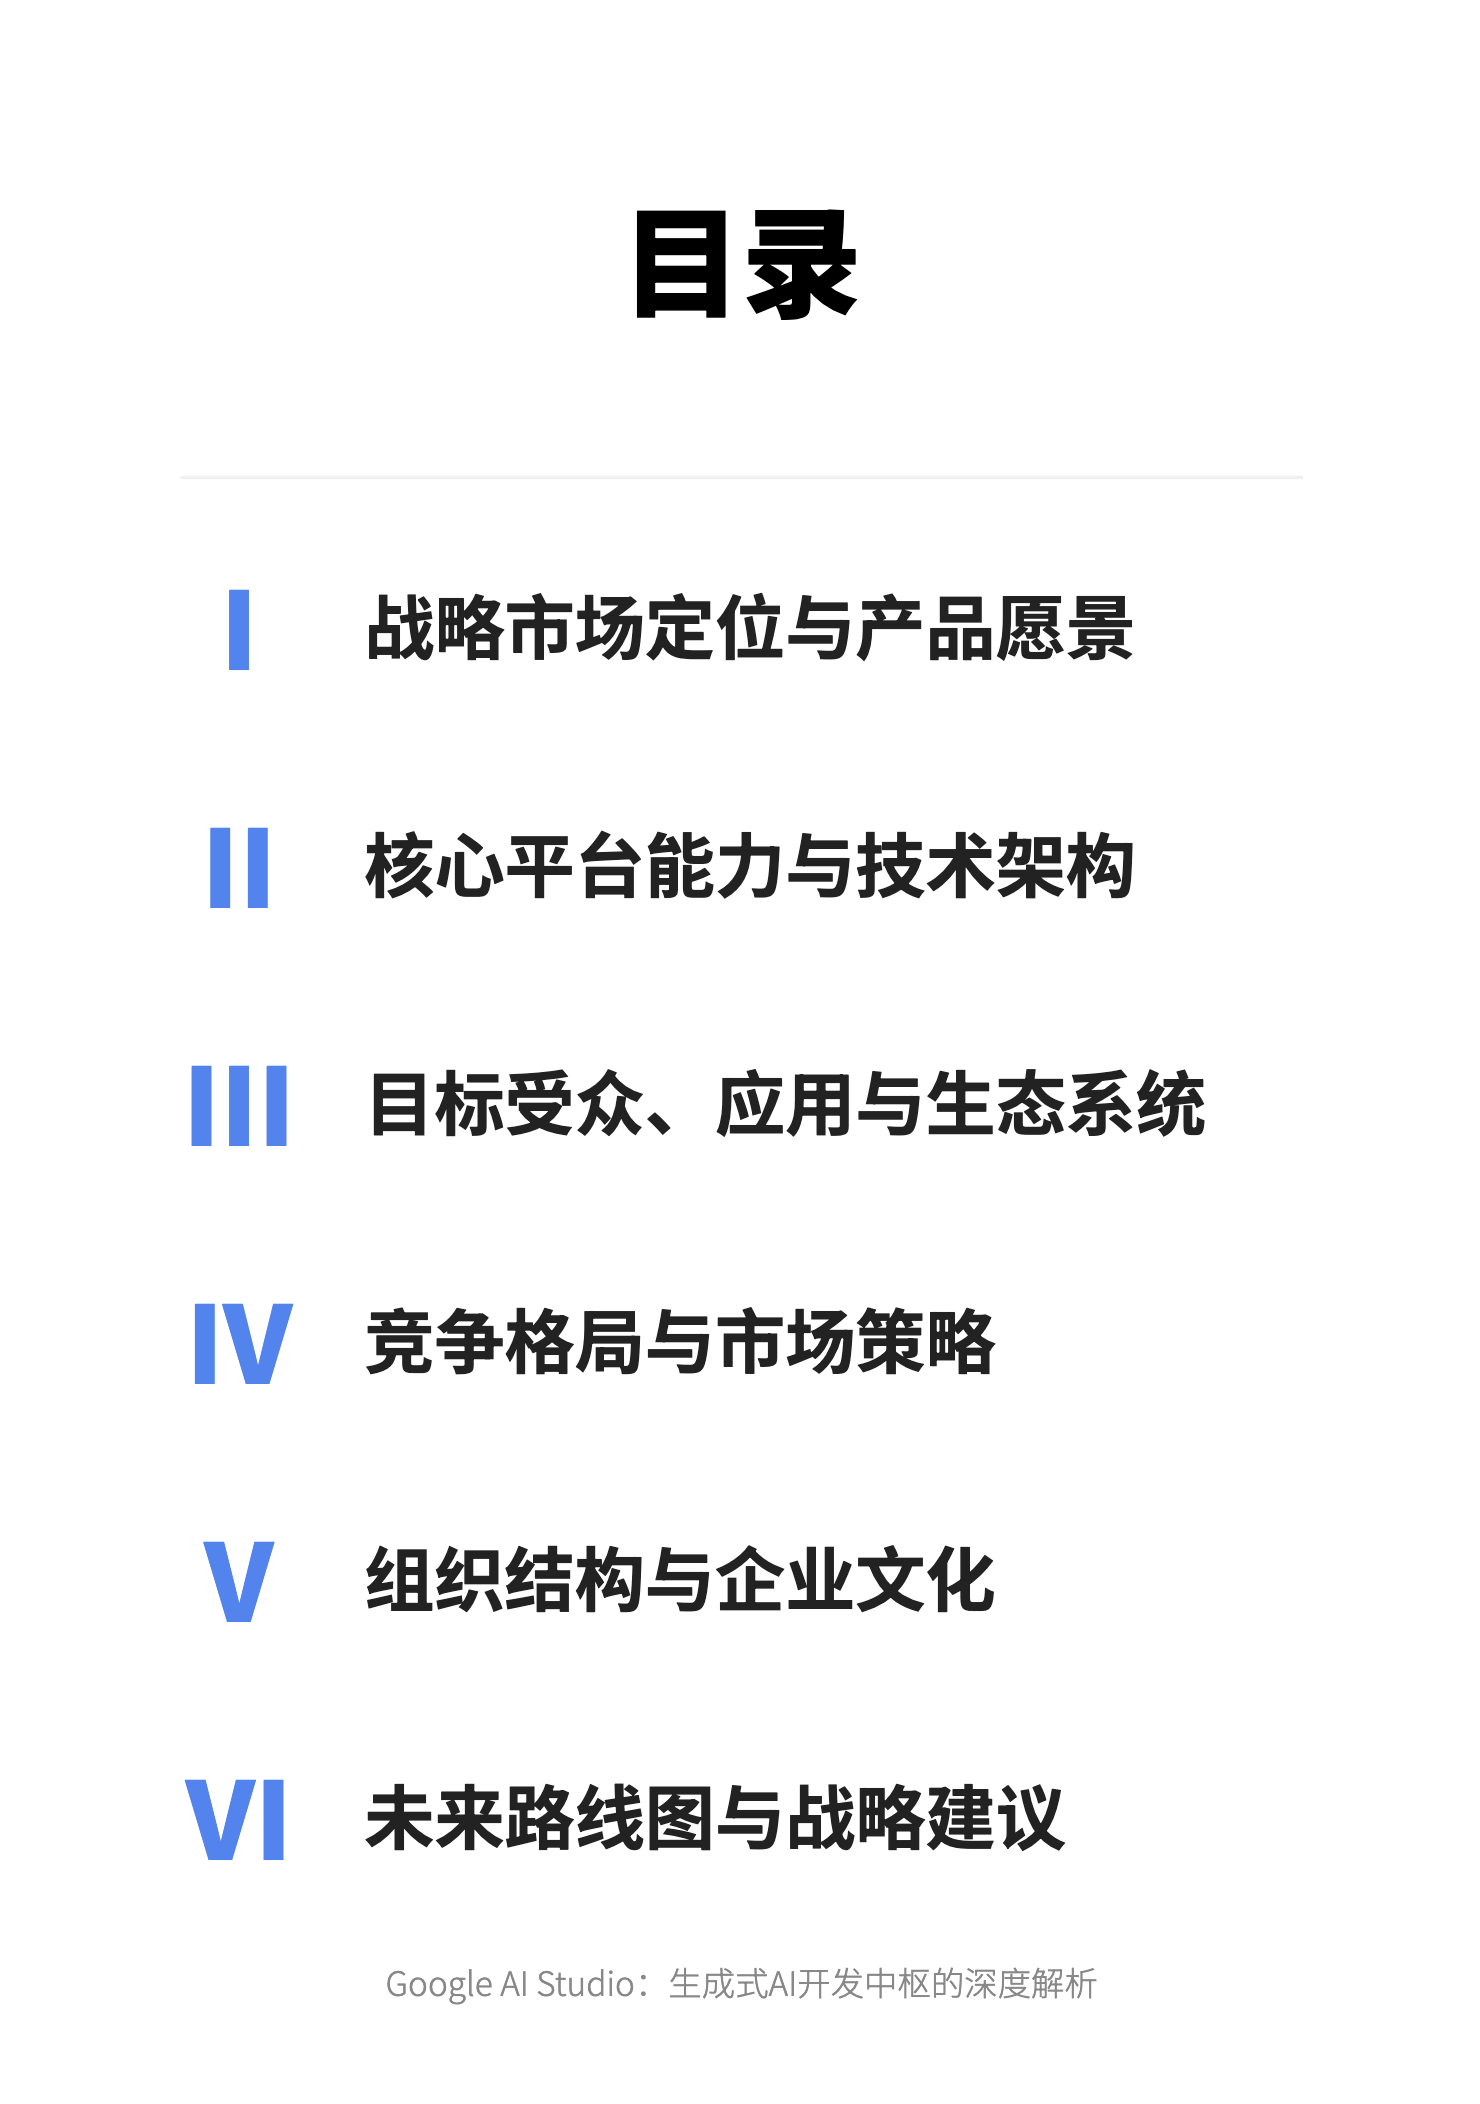 目录
I 战略市场定位与产品愿景
II 核心平台能力与技术架构
III 目标受众、应用与生态系统
IV 竞争格局与市场策略
V 组织结构与企业文化
VI 未来路线图与战略建议
Google AI Studio：生成式AI开发中枢的深度解析